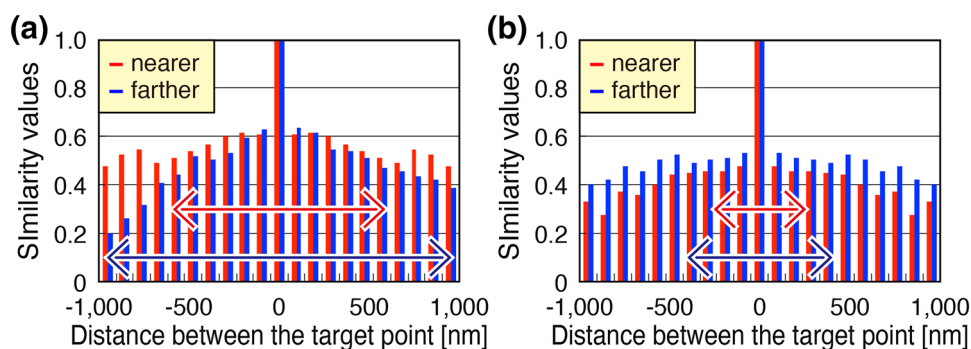 (a)
SImilarity values
1.0
0.8
0.6
0.4
0.2
0
nearer
farther
-1,000 -500 0 500 1,000
Distance between the target point [nm]
(b)
SImilarity values
1.0
0.8
0.6
0.4
0.2
0
nearer
farther
-1,000 -500 0 500 1,000
Distance between the target point [nm]